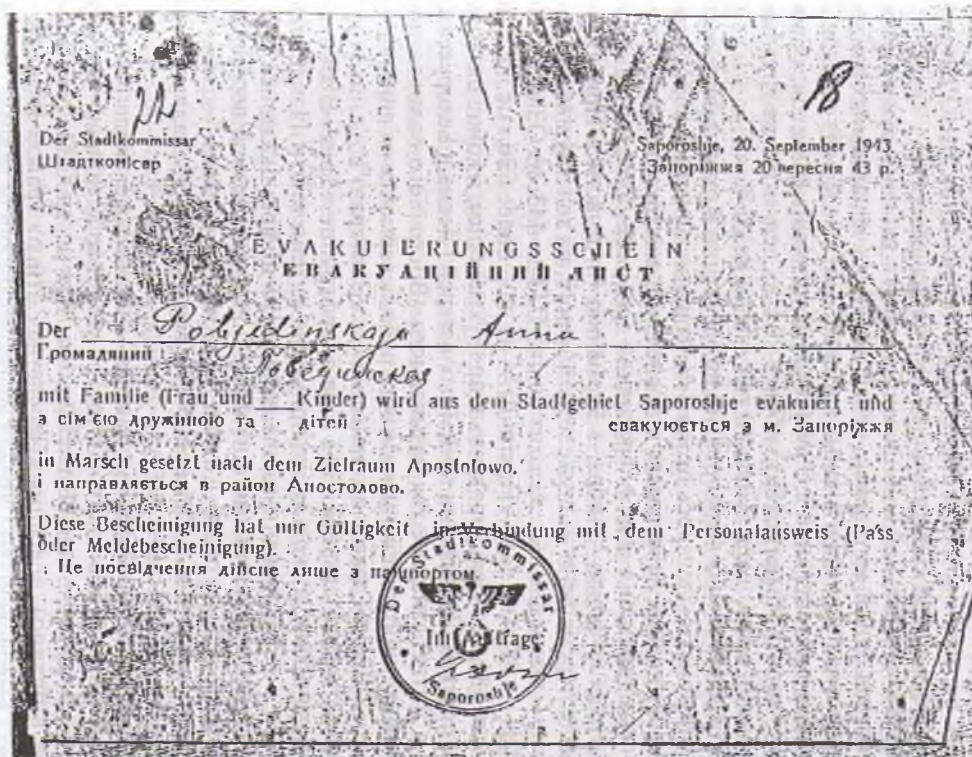 22
18
Der Stadtkommissar
Штадткомісар
Saporoshje, 20. September 1943.
Запоріжжя 20 вересня 43 р.
EVAKUIERUNGSSCHEIN
ЕВАКУАЦІЙНИЙ ЛИСТ
Der Pobjedinskaja Anna
Громадянин
Победински
mit Familie (Frau und ___ Kinder) wird aus dem Stadtgebiet Saporoshje evakuiert und
з сім'єю дружиною та дітей евакуюється з м. Запоріжжя
in Marsch gesetzt nach dem Zielraum Apostolowo.
і направляється в район Апостолово.
Diese Bescheinigung hat nur Gültigkeit in Verbindung mit dem Personalausweis (Pass
oder Meldebescheinigung).
Це посвідчення дійсне лише з пашпортом.
Der Stadtkommissar
Im Auftrage:
Saporoshje